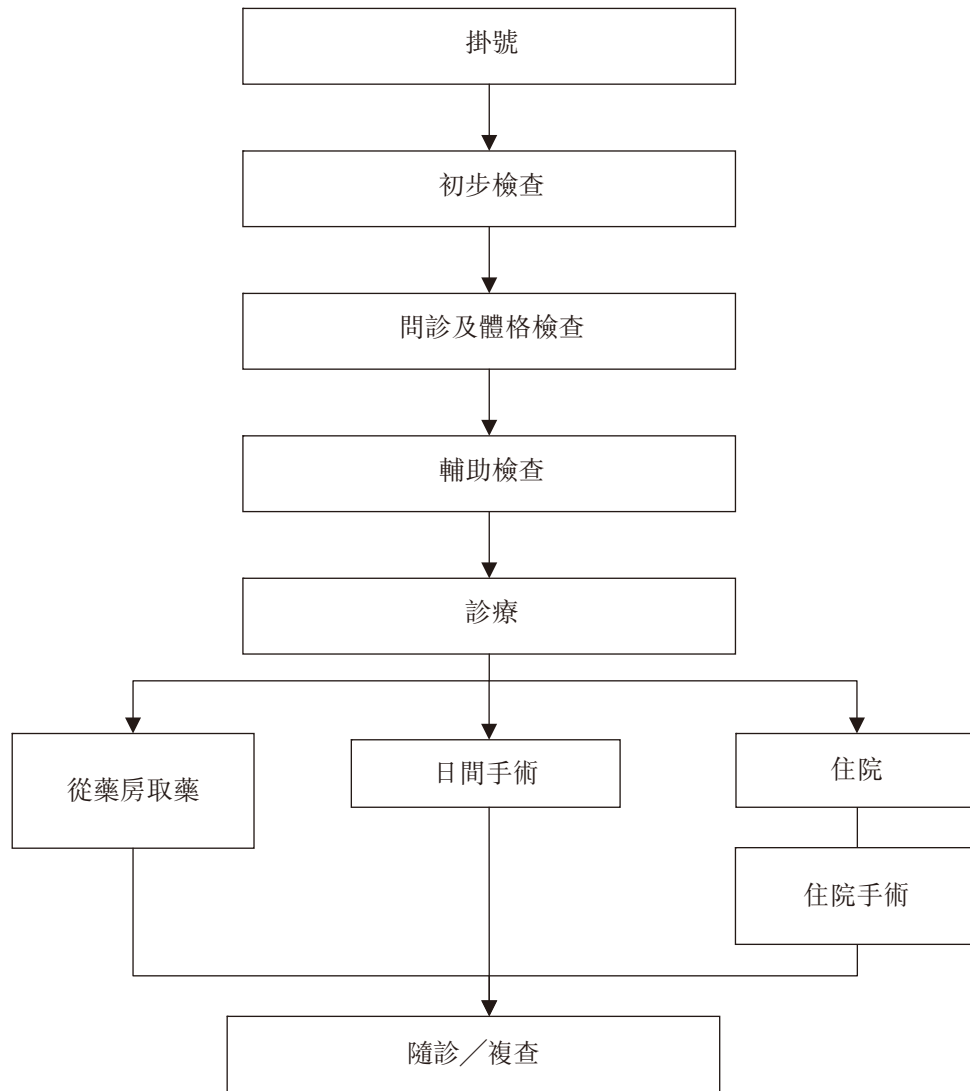 掛號
初步檢查
問診及體格檢查
輔助檢查
診療
從藥房取藥
日間手術
住院
住院手術
隨診／複查